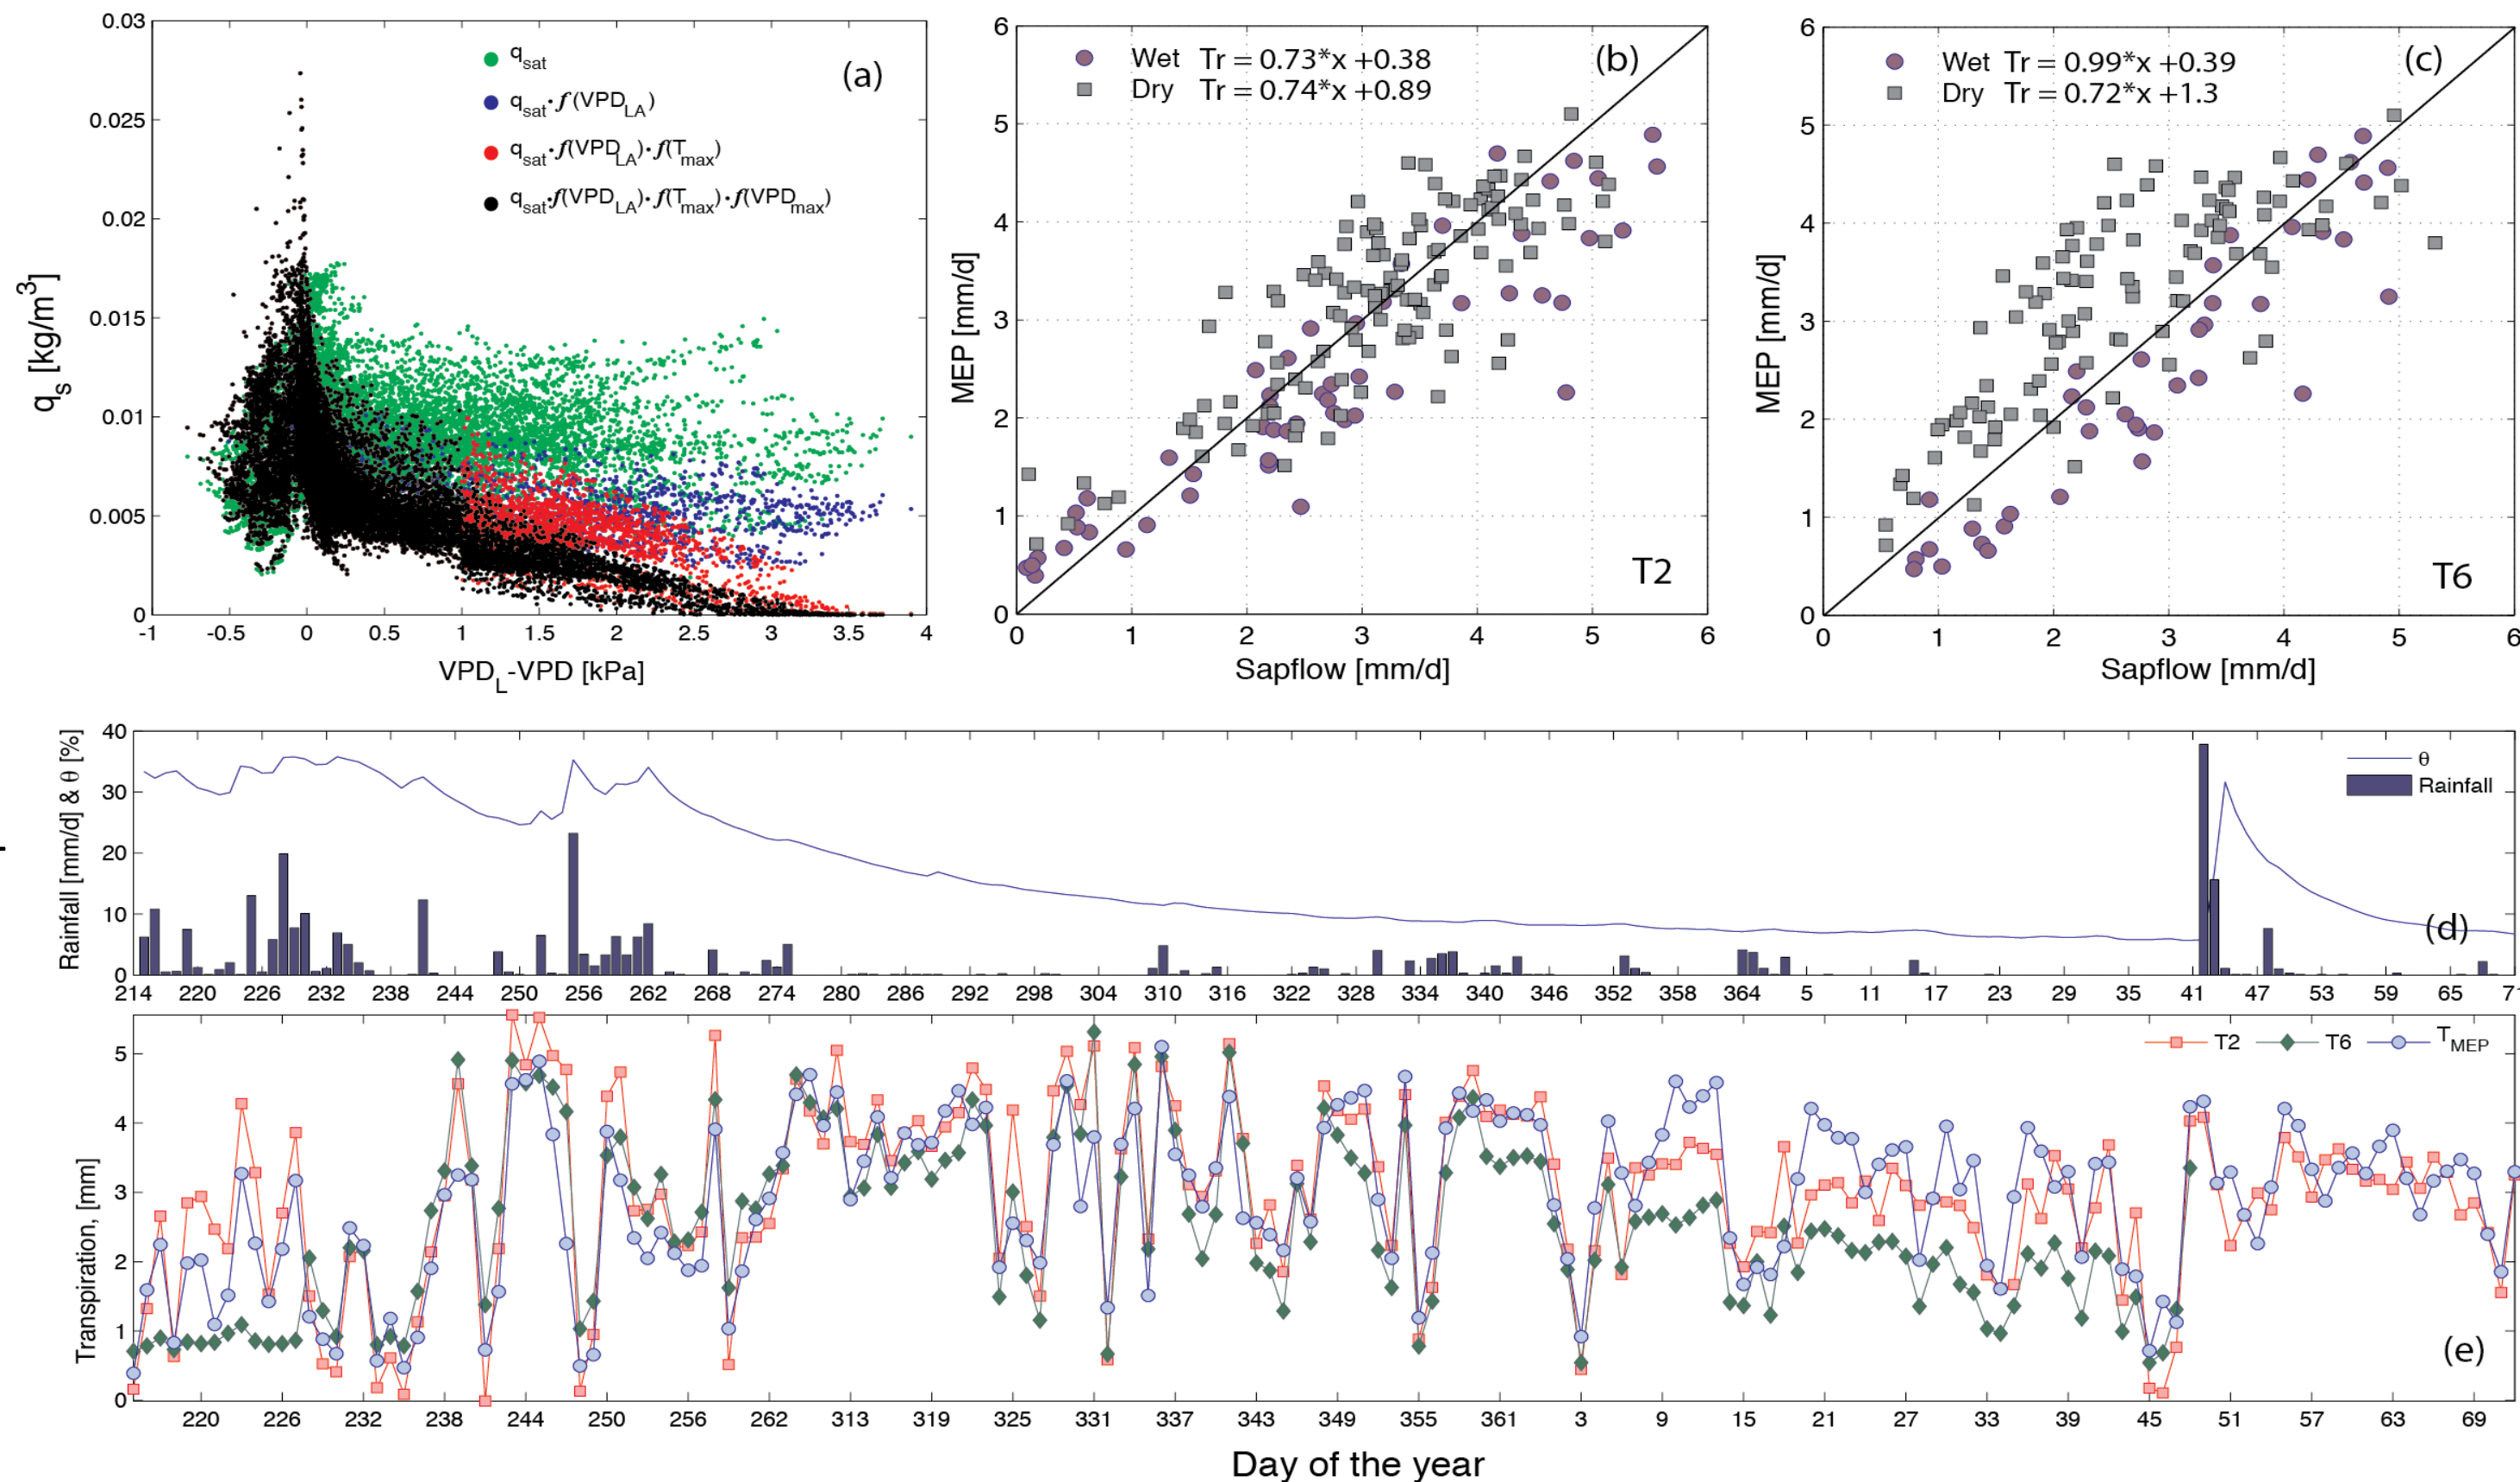 0.03
0.025
0.02
0.015
0.01
0.005
0
-1 -0.5 0 0.5 1 1.5 2 2.5 3 3.5 4
q_s [kg/m^3]
VPD_L-VPD [kPa]
q_sat
q_sat·f(VPD_LA)
q_sat·f(VPD_LA)·f(T_max)
q_sat·f(VPD_LA)·f(T_max)·f(VPD_max)
(a)
6
5
4
3
2
1
0
0 1 2 3 4 5 6
MEP [mm/d]
Sapflow [mm/d]
Wet Tr = 0.73*x +0.38
Dry Tr = 0.74*x +0.89
(b)
T2
6
5
4
3
2
1
0
0 1 2 3 4 5 6
MEP [mm/d]
Sapflow [mm/d]
Wet Tr = 0.99*x +0.39
Dry Tr = 0.72*x +1.3
(c)
T6
40
30
20
10
0
Rainfall [mm/d] & θ [%]
θ
Rainfall
(d)
214 220 226 232 238 244 250 256 262 268 274 280 286 292 298 304 310 316 322 328 334 340 346 352 358 364 5 11 17 23 29 35 41 47 53 59 65 71
5
4
3
2
1
0
Transpiration, [mm]
T2 T6 T_MEP
(e)
220 226 232 238 244 250 256 262 313 319 325 331 337 343 349 355 361 3 9 15 21 27 33 39 45 51 57 63 69
Day of the year